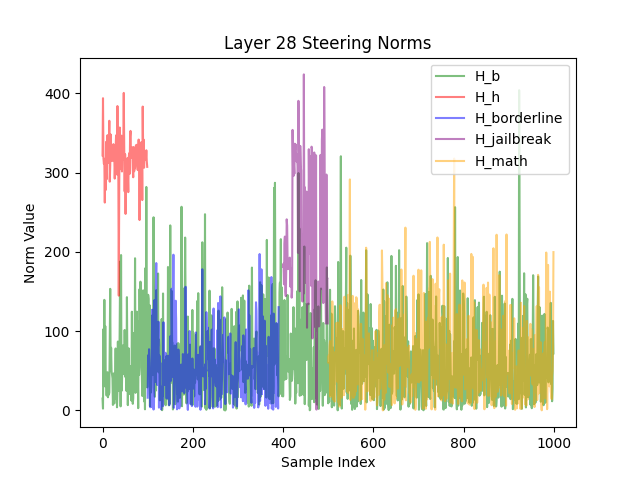 Layer 28 Steering Norms
H_b
H_h
H_borderline
H_jailbreak
H_math
Norm Value
400
300
200
100
0
0 200 400 600 800 1000
Sample Index